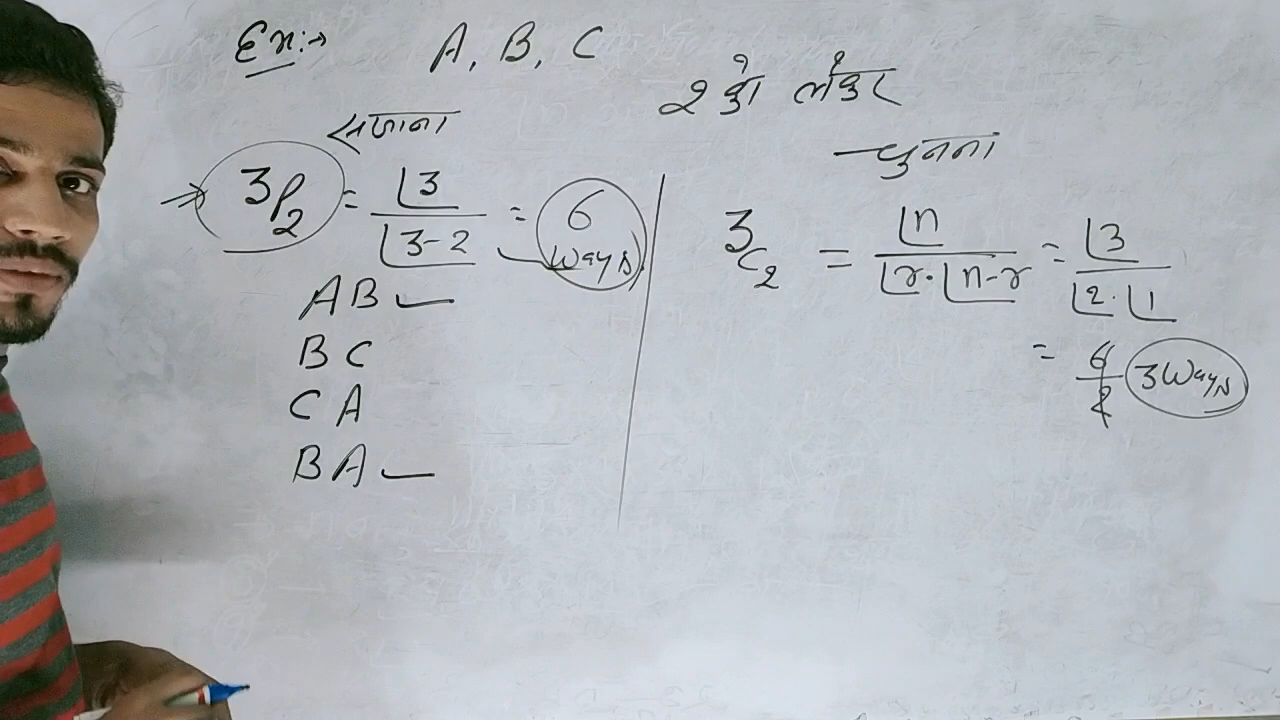 Ex:→ A, B, C
2 को लेकर
सजाना
चुनना
⇒ 3P₂ = ⌊3 / ⌊3-2 = 6 Ways
³C₂ = ⌊n / ⌊r·⌊n-r = ⌊3 / ⌊2·⌊1
= 6/2 3 Ways
AB
BC
CA
BA